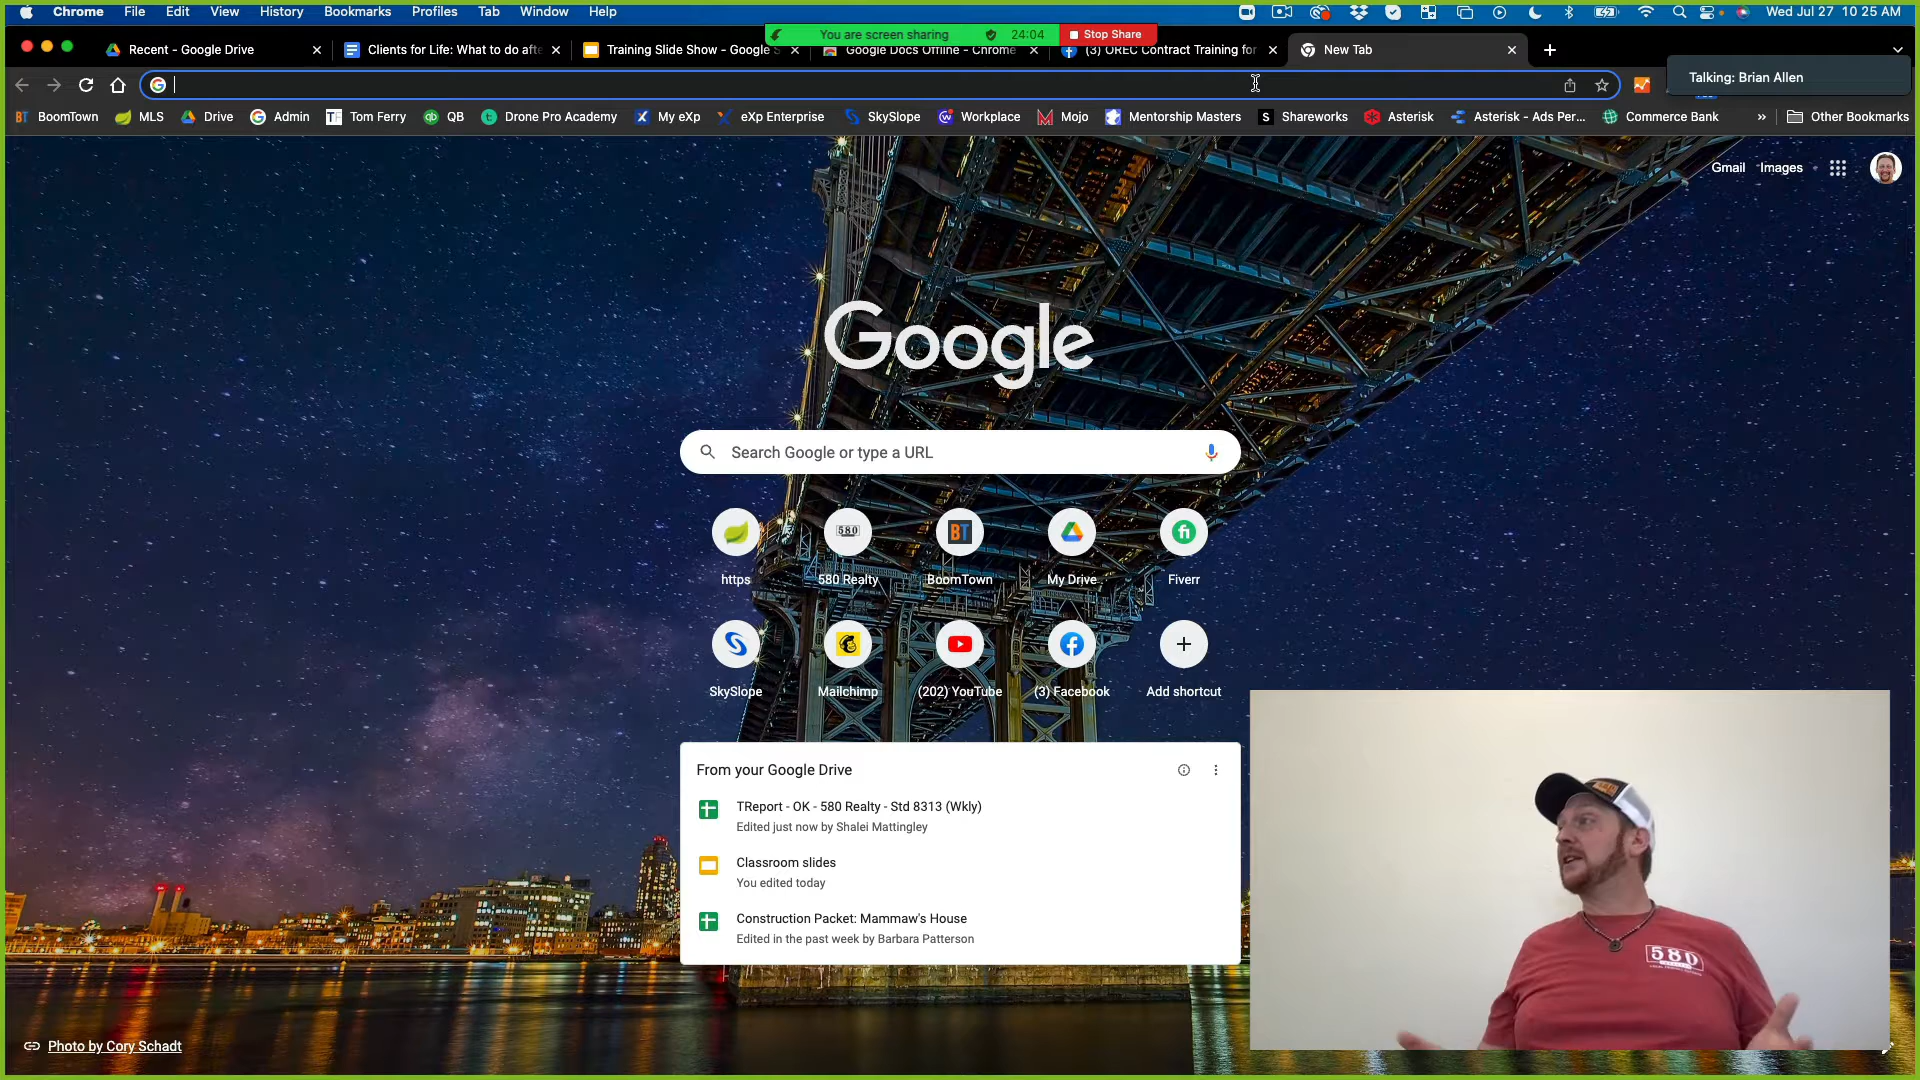 Chrome File Edit View History Bookmarks Profiles Tab Window Help Wed Jul 27 10 25 AM
You are screen sharing 24:04 Stop Share
Recent - Google Drive Clients for Life: What to do afte Training Slide Show - Google S Google Docs Offline - Chrome (3) OREC Contract Training for New Tab
Talking: Brian Allen
BT BoomTown MLS Drive Admin TF Tom Ferry qb QB Drone Pro Academy My eXp eXp Enterprise SkySlope Workplace Mojo Mentorship Masters S Shareworks Asterisk Asterisk - Ads Per... Commerce Bank » Other Bookmarks
Gmail Images
Google
Search Google or type a URL
580 BT fi
https 580 Realty BoomTown My Drive Fiverr
SkySlope Mailchimp (202) YouTube (3) Facebook Add shortcut
From your Google Drive
TReport - OK - 580 Realty - Std 8313 (Wkly)
Edited just now by Shalei Mattingley
Classroom slides
You edited today
Construction Packet: Mammaw's House
Edited in the past week by Barbara Patterson
580
Photo by Cory Schadt